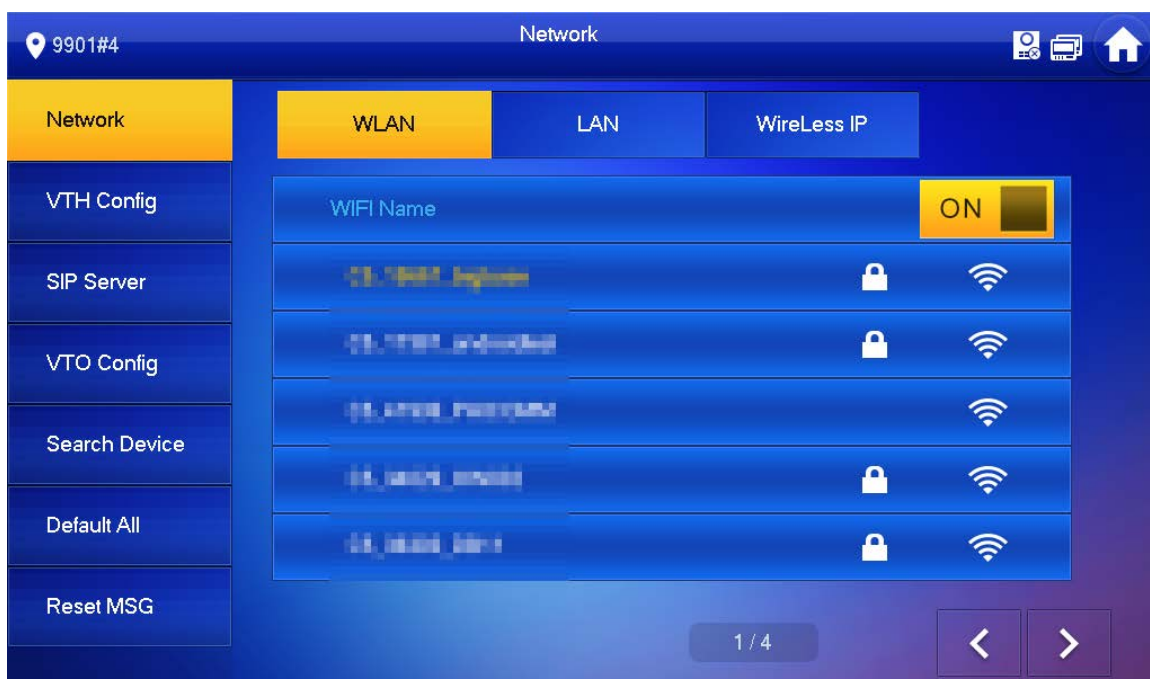 9901#4
Network
Network
WLAN
LAN
WireLess IP
VTH Config
WIFI Name
ON
SIP Server
VTO Config
Search Device
Default All
Reset MSG
1 / 4